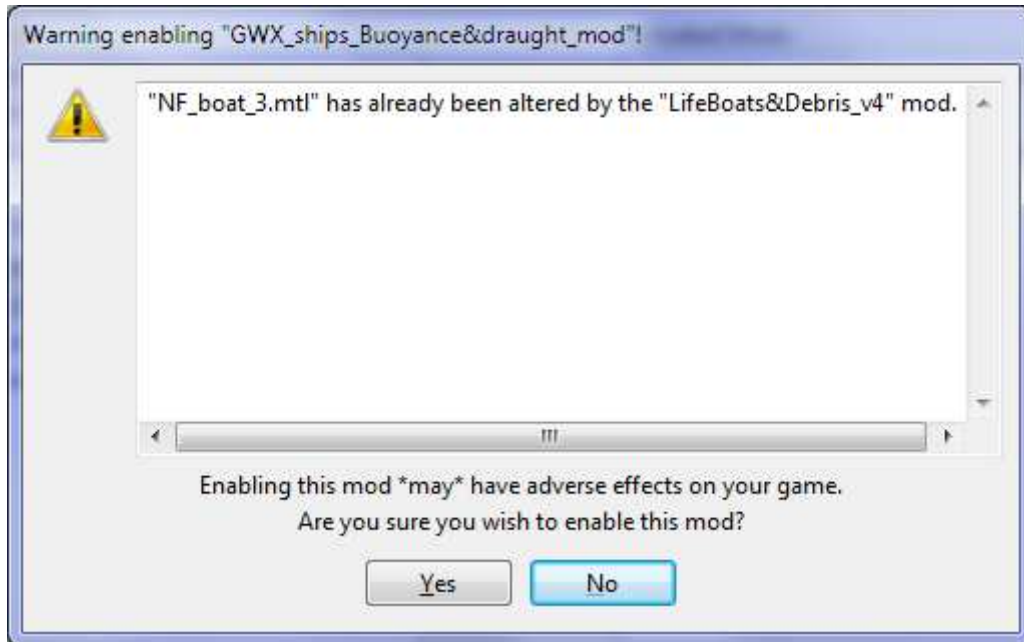 Warning enabling "GWX_ships_Buoyance&draught_mod"!
"NF_boat_3.mtl" has already been altered by the "LifeBoats&Debris_v4" mod.
Enabling this mod *may* have adverse effects on your game.
Are you sure you wish to enable this mod?
Yes No